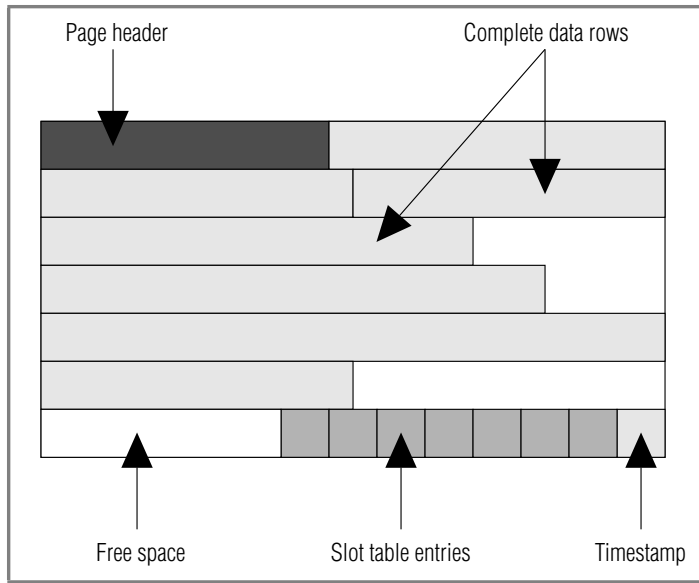 Page header
Complete data rows
Free space
Slot table entries
Timestamp